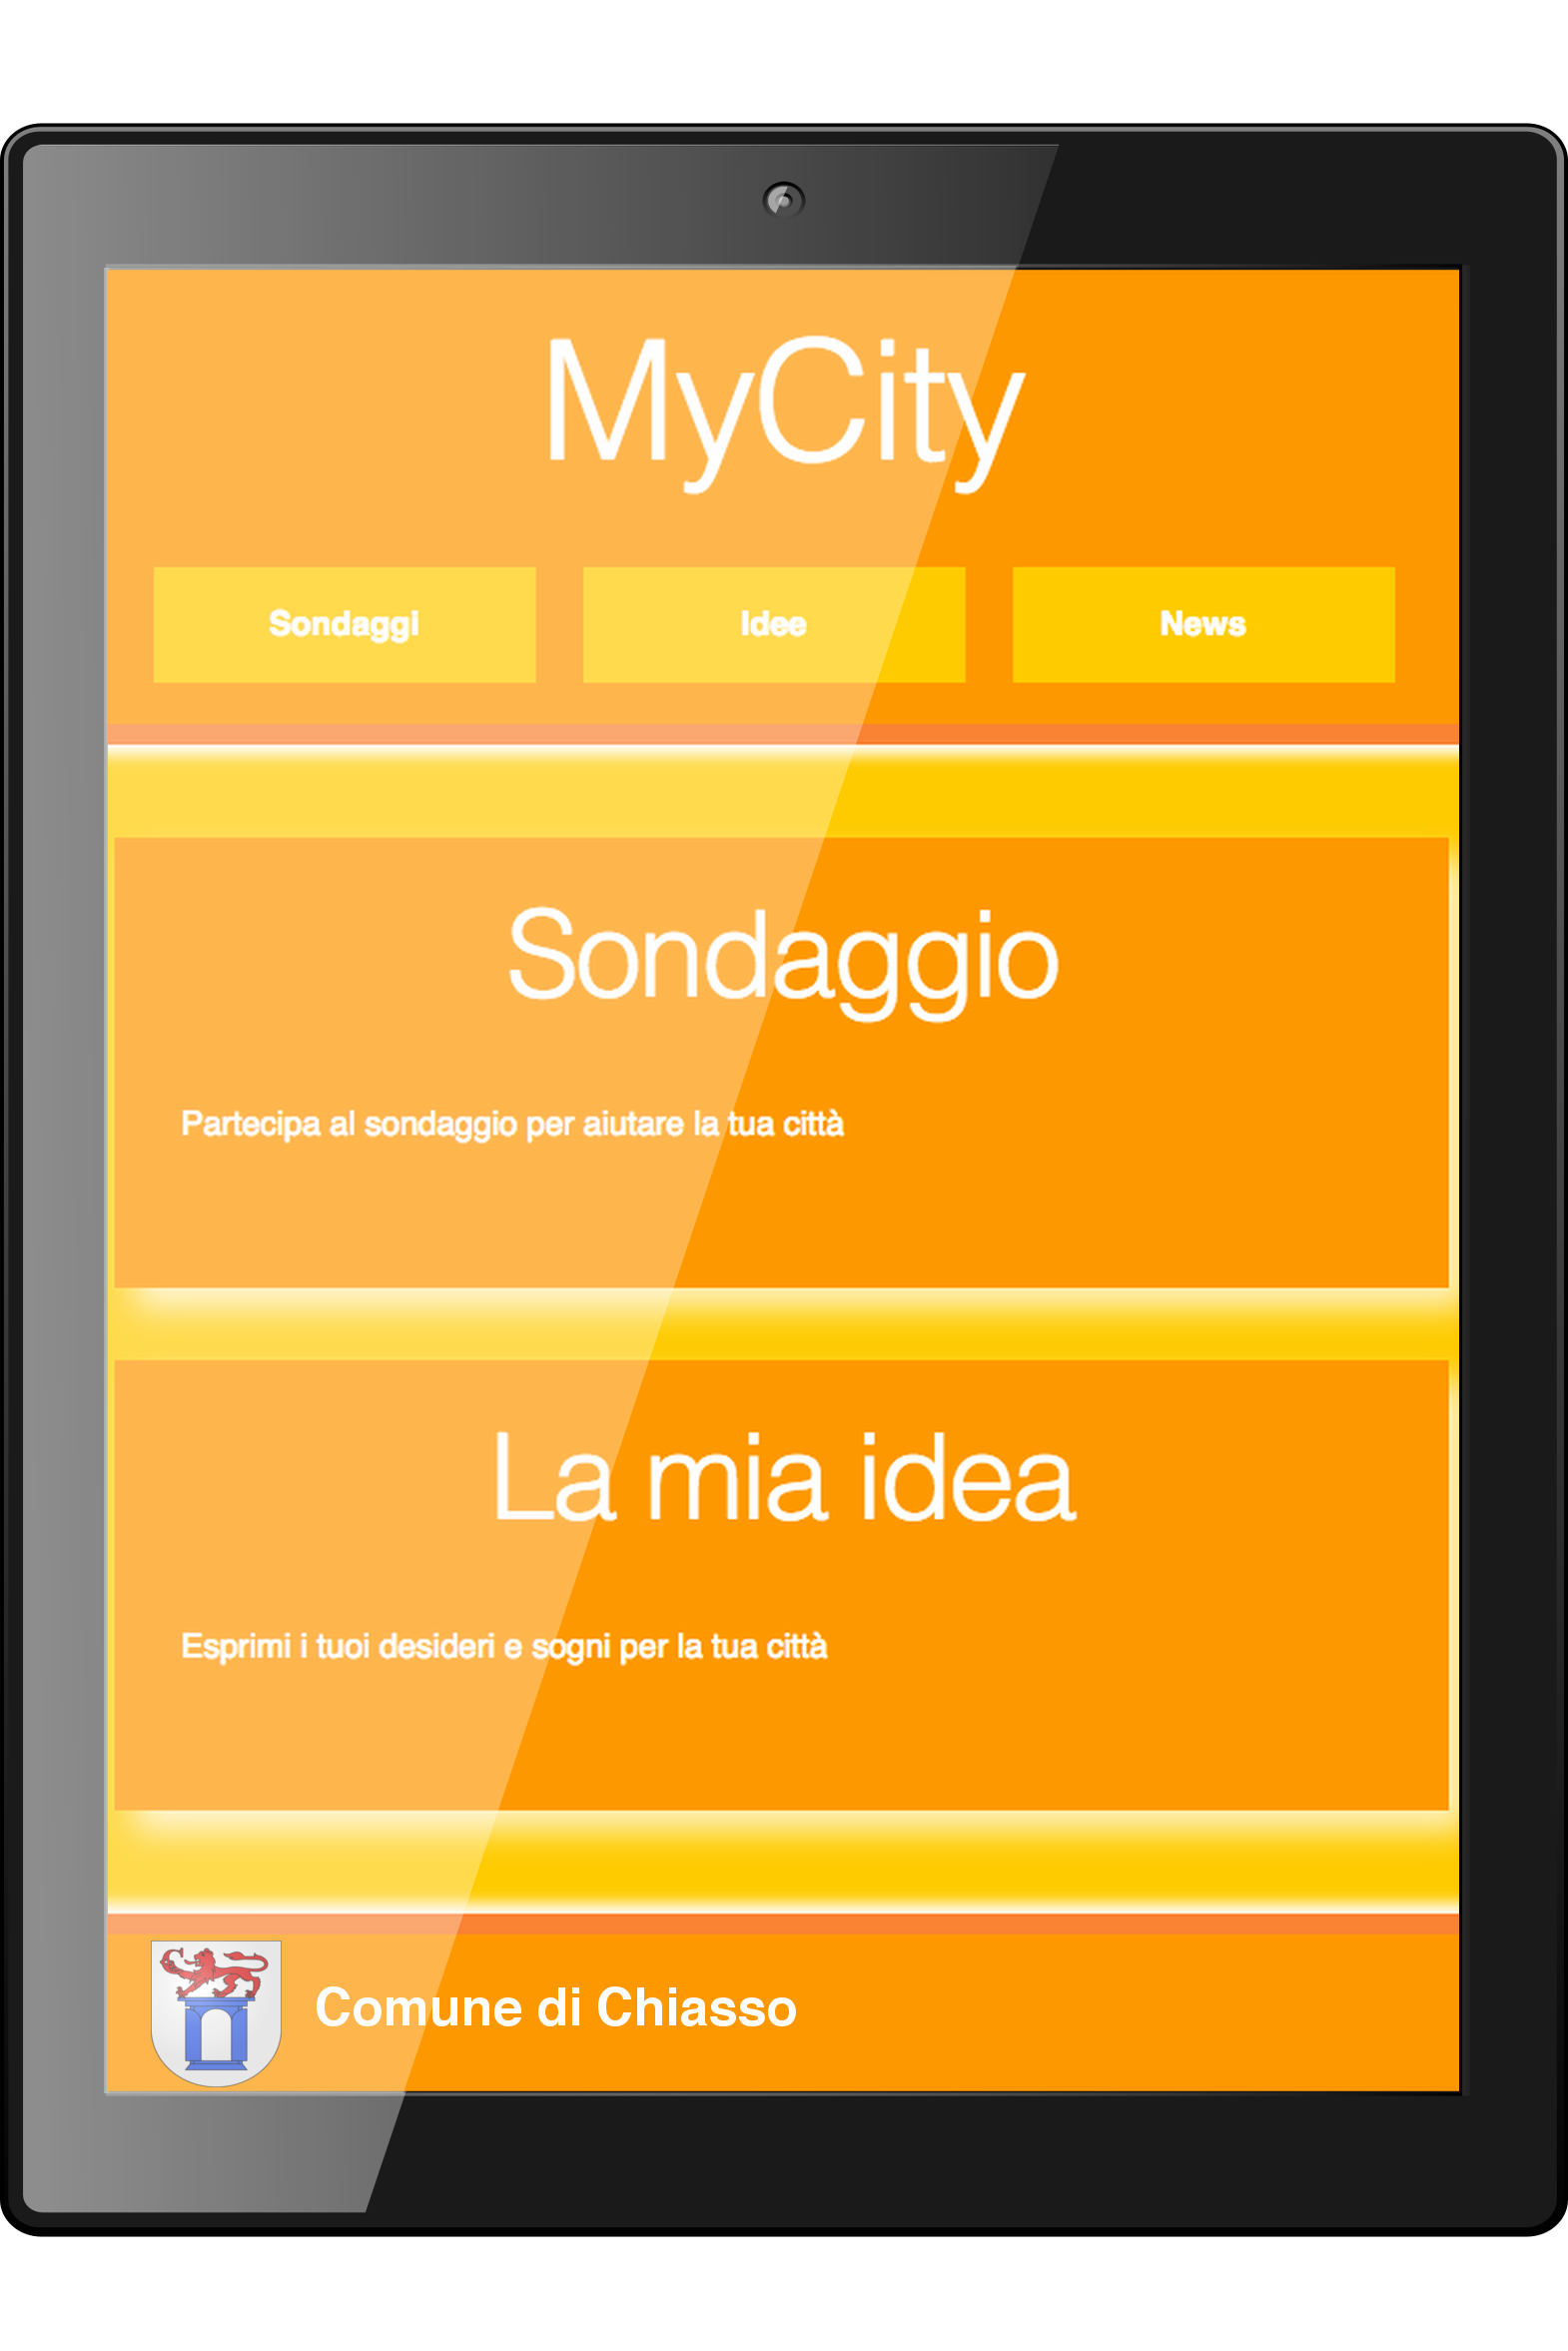 MyCity
Sondaggi
Idee
News
Sondaggio
Partecipa al sondaggio per aiutare la tua città
La mia idea
Esprimi i tuoi desideri e sogni per la tua città
Comune di Chiasso